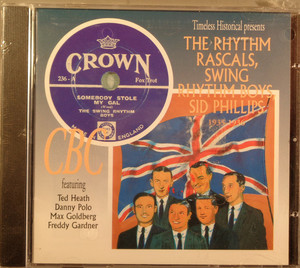 Timeless Historical presents
THE RHYTHM
RASCALS,
SWING
RHYTHM BOYS
SID PHILLIPS
236-A
Fox Trot
CROWN
SOMEBODY STOLE
MY GAL
THE SWING RHYTHM
BOYS
ENGLAND
CBC
featuring
Ted Heath
Danny Polo
Max Goldberg
Freddy Gardner